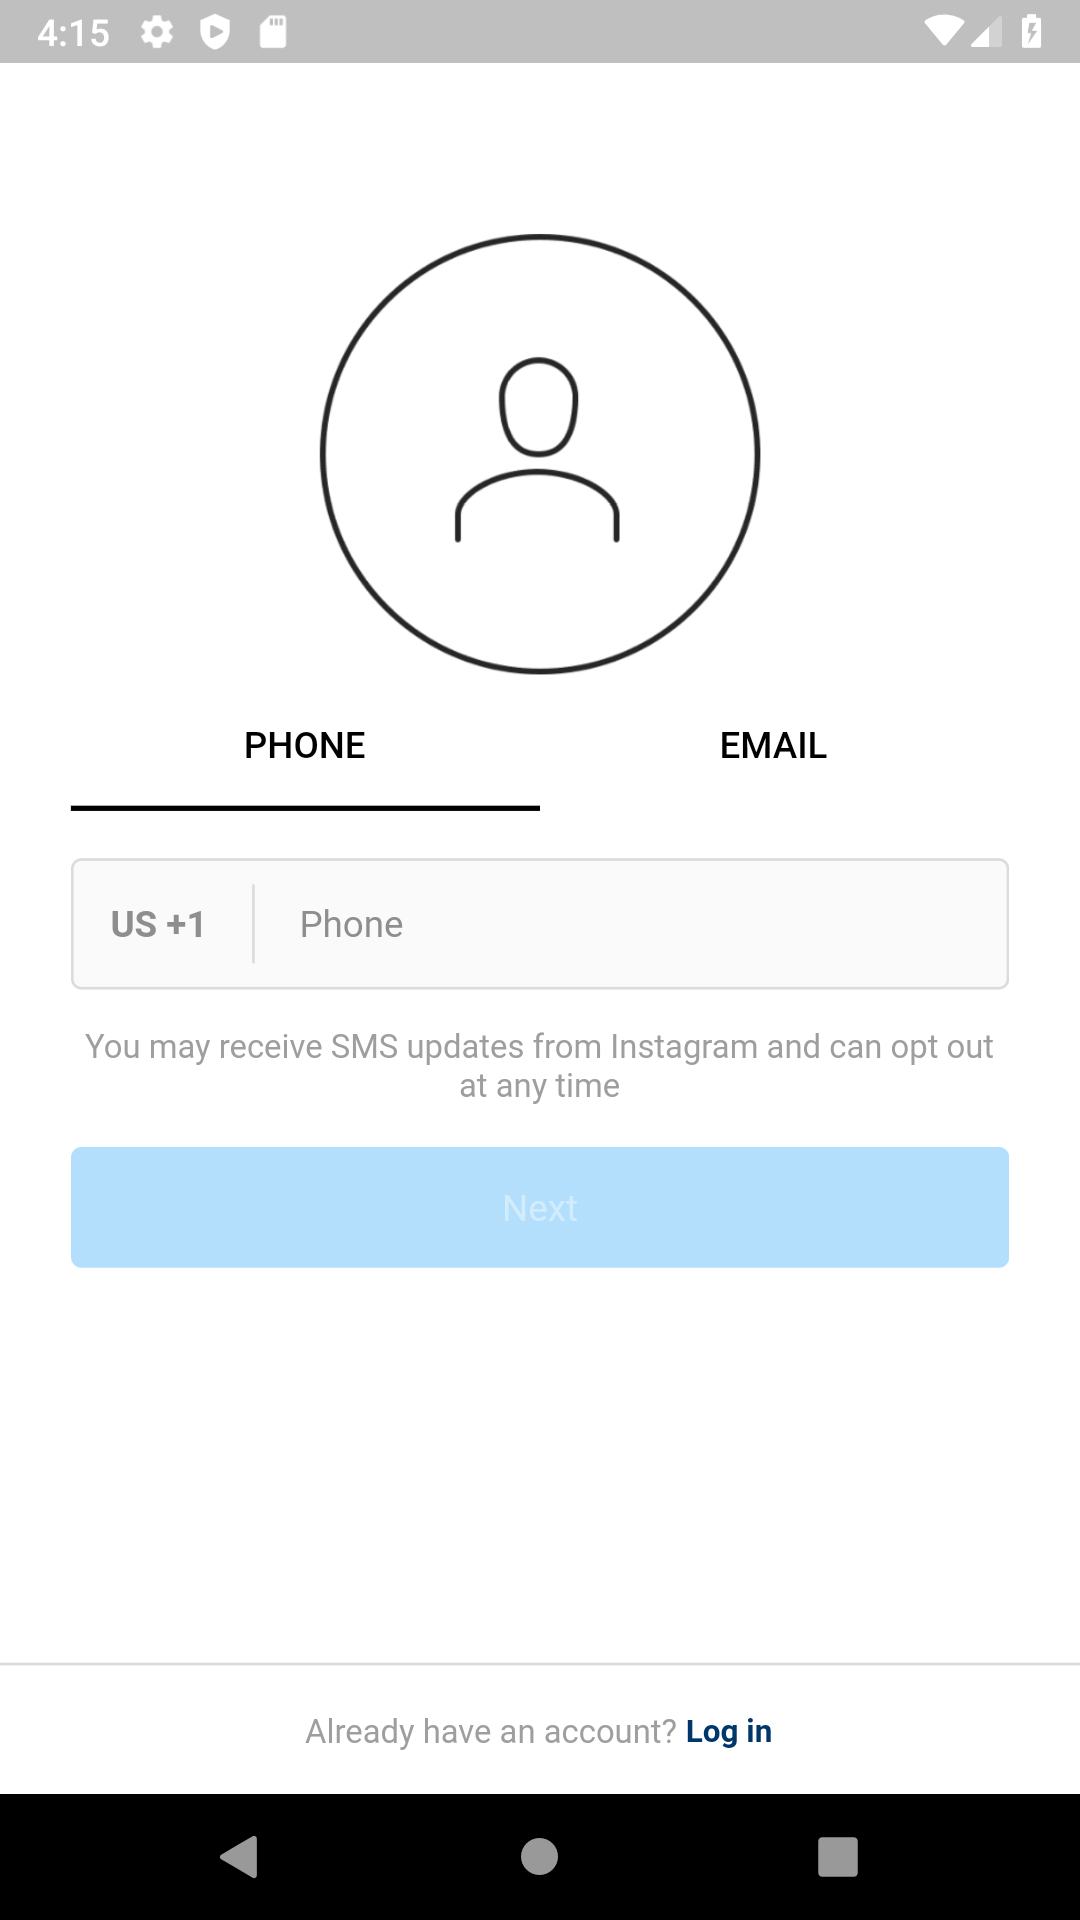 4:15
PHONE EMAIL
US +1 Phone
You may receive SMS updates from Instagram and can opt out
at any time
Next
Already have an account? Log in